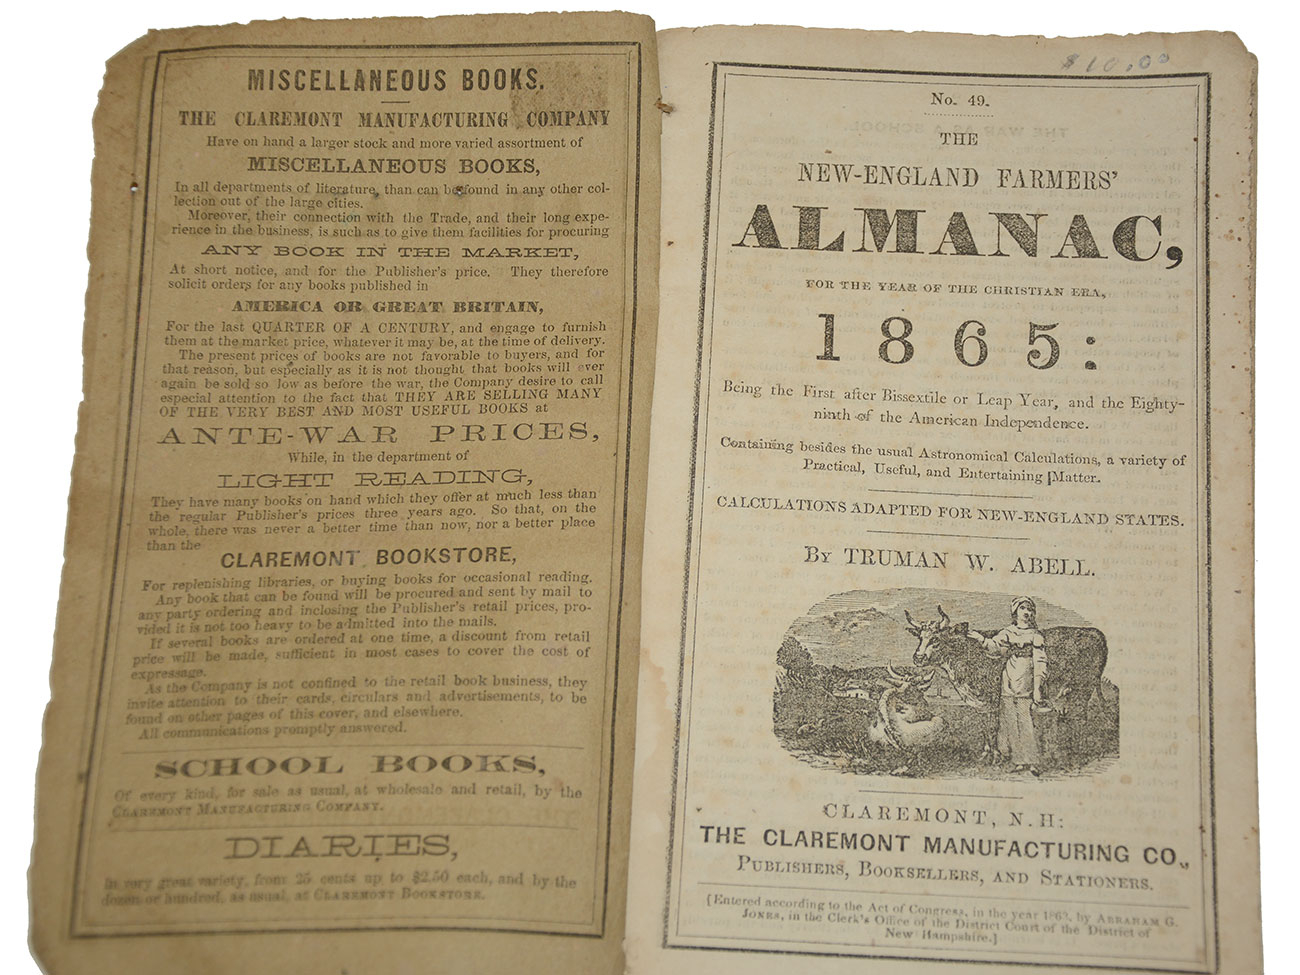 MISCELLANEOUS BOOKS.
THE CLAREMONT MANUFACTURING COMPANY
Have on hand a larger stock and more varied assortment of
MISCELLANEOUS BOOKS,
In all departments of literature, than can be found in any other col-
lection out of the large cities.
Moreover, their connection with the Trade, and their long expe-
rience in the business, is such as to give them facilities for procuring
ANY BOOK IN THE MARKET,
At short notice, and for the Publisher's price. They therefore
solicit orders for any books published in
AMERICA OR GREAT BRITAIN,
For the last QUARTER OF A CENTURY, and engage to furnish
them at the market price, whatever it may be, at the time of delivery.
The present prices of books are not favorable to buyers, and for
that reason, but especially as it is not thought that books will ever
again be sold so low as before the war, the Company desire to call
especial attention to the fact that THEY ARE SELLING MANY
OF THE VERY BEST AND MOST USEFUL BOOKS at
ANTE-WAR PRICES,
While, in the department of
LIGHT READING,
They have many books on hand which they offer at much less than
the regular Publisher's prices three years ago. So that, on the
whole, there was never a better time than now, nor a better place
than the
CLAREMONT BOOKSTORE,
For replenishing libraries, or buying books for occasional reading.
Any book that can be found will be procured and sent by mail to
any party ordering and inclosing the Publisher's retail prices, pro-
vided it is not too heavy to be admitted into the mails.
If several books are ordered at one time, a discount from retail
price will be made, sufficient in most cases to cover the cost of
expressage.
As the Company is not confined to the retail book business, they
invite attention to their cards, circulars and advertisements, to be
found on other pages of this cover, and elsewhere.
All communications promptly answered.
SCHOOL BOOKS,
Of every kind, for sale as usual, at wholesale and retail, by the
CLAREMONT MANUFACTURING COMPANY.
DIARIES,
In very great variety, from 25 cents up to $2.50 each, and by the
dozen or hundred, as usual, at CLAREMONT BOOKSTORE.
$10.00
No. 49.
THE
NEW-ENGLAND FARMERS'
ALMANAC,
FOR THE YEAR OF THE CHRISTIAN ERA,
1865:
Being the First after Bissextile or Leap Year, and the Eighty-
ninth of the American Independence.
Containing besides the usual Astronomical Calculations, a variety of
Practical, Useful, and Entertaining Matter.
CALCULATIONS ADAPTED FOR NEW-ENGLAND STATES.
BY TRUMAN W. ABELL.
CLAREMONT, N.H:
THE CLAREMONT MANUFACTURING CO.,
PUBLISHERS, BOOKSELLERS, AND STATIONERS.
[Entered according to the Act of Congress, in the year 1863, by ABRAHAM G.
JONES, in the Clerk's Office of the District Court of the District of
New Hampshire.]